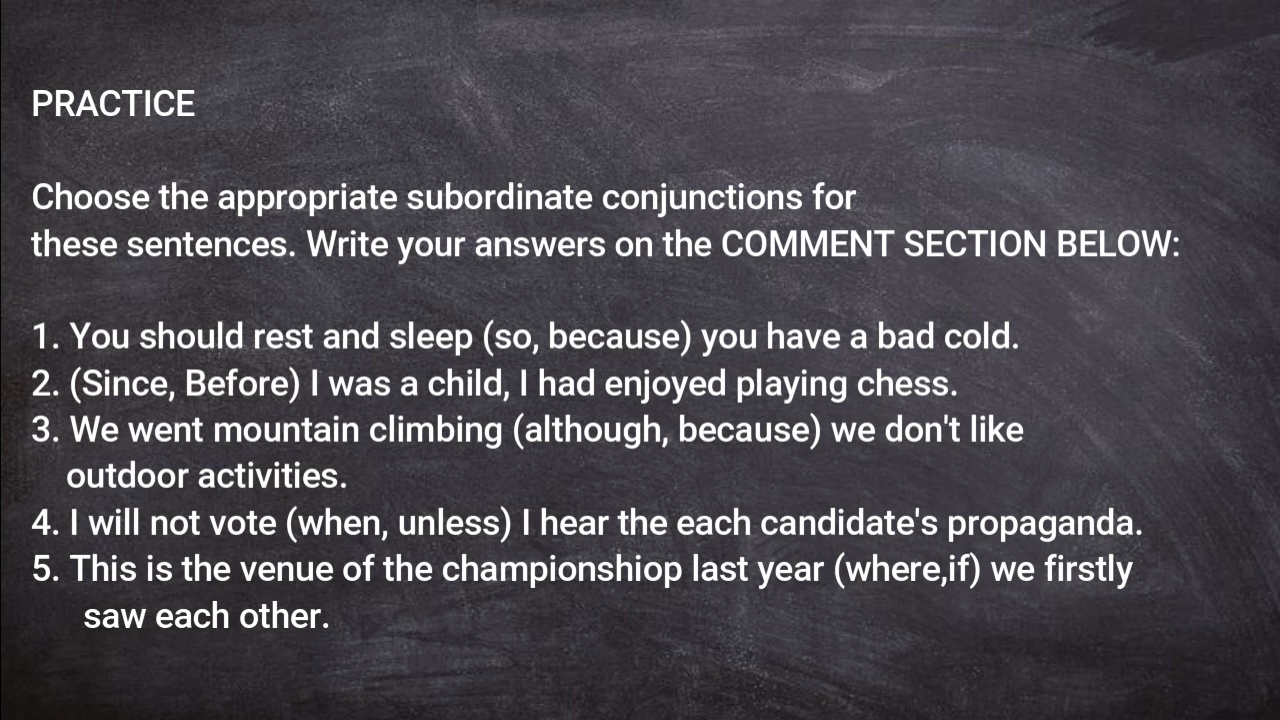 PRACTICE
Choose the appropriate subordinate conjunctions for
these sentences. Write your answers on the COMMENT SECTION BELOW:
1. You should rest and sleep (so, because) you have a bad cold.
2. (Since, Before) I was a child, I had enjoyed playing chess.
3. We went mountain climbing (although, because) we don't like
outdoor activities.
4. I will not vote (when, unless) I hear the each candidate's propaganda.
5. This is the venue of the championshiop last year (where,if) we firstly
saw each other.